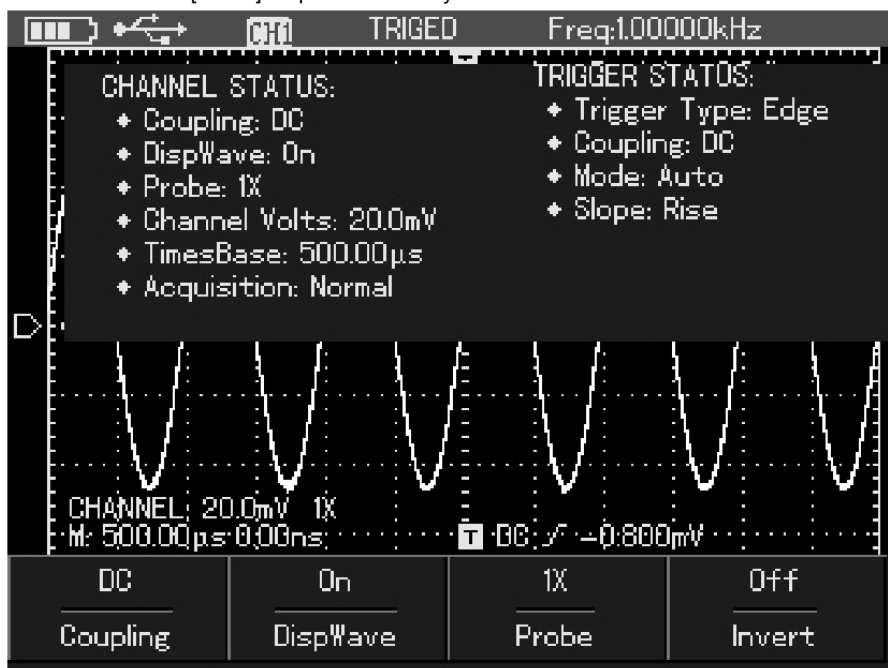 CH1 TRIGED Freq:1.00000kHz
CHANNEL STATUS:
◆ Coupling: DC
◆ DispWave: On
◆ Probe: 1X
◆ Channel Volts: 20.0mV
◆ TimesBase: 500.00µs
◆ Acquisition: Normal
TRIGGER STATUS:
◆ Trigger Type: Edge
◆ Coupling: DC
◆ Mode: Auto
◆ Slope: Rise
CHANNEL: 20.0mV 1X
M: 500.00µs 0.00ns T DC -0.800mV
DC On 1X Off
Coupling DispWave Probe Invert